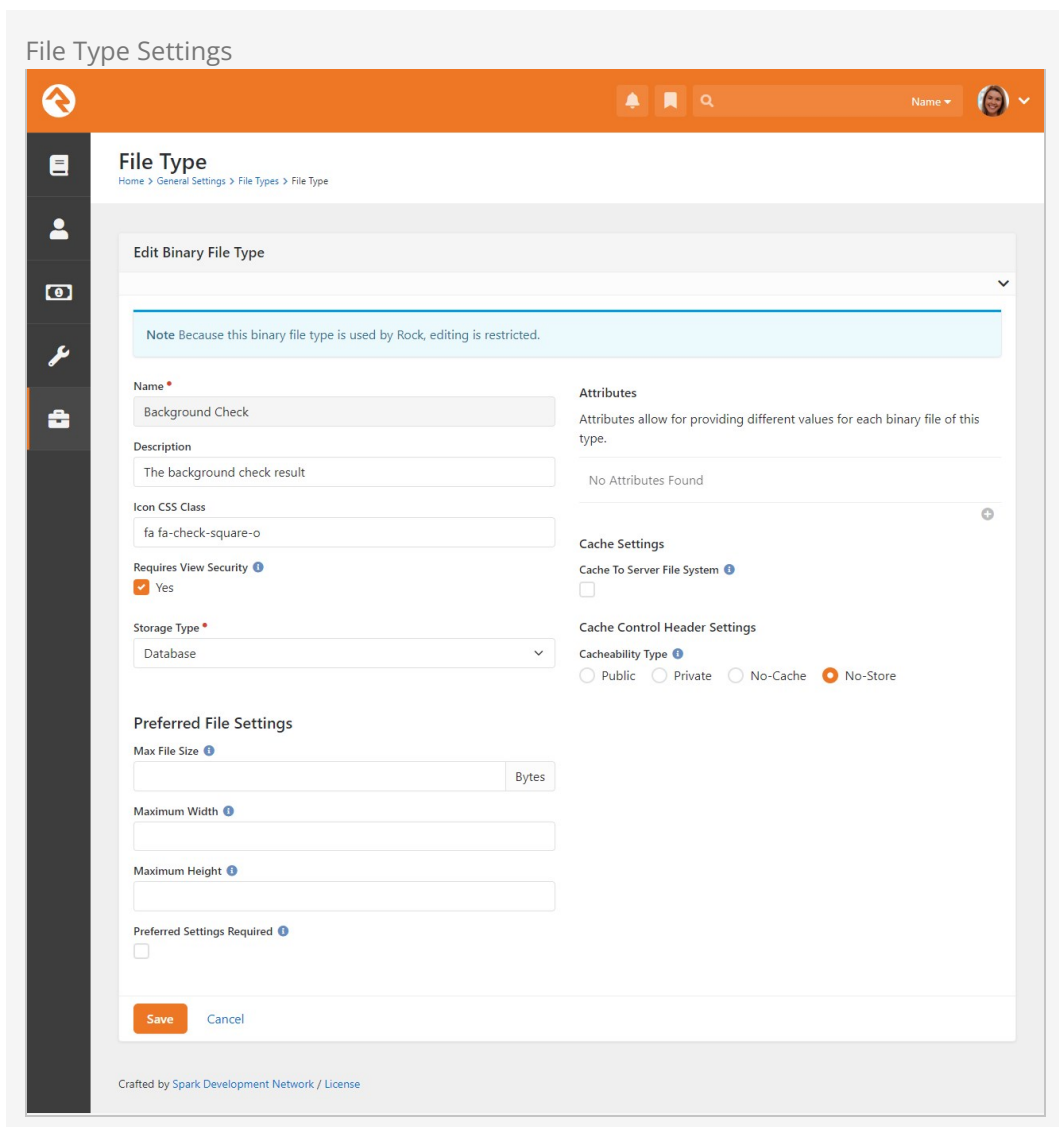 File Type Settings
Name
File Type
Home > General Settings > File Types > File Type
Edit Binary File Type
Note Because this binary file type is used by Rock, editing is restricted.
Name
Background Check
Description
The background check result
Icon CSS Class
fa fa-check-square-o
Requires View Security
Yes
Storage Type
Database
Preferred File Settings
Max File Size
Bytes
Maximum Width
Maximum Height
Preferred Settings Required
Attributes
Attributes allow for providing different values for each binary file of this
type.
No Attributes Found
Cache Settings
Cache To Server File System
Cache Control Header Settings
Cacheability Type
Public Private No-Cache No-Store
Save Cancel
Crafted by Spark Development Network / License